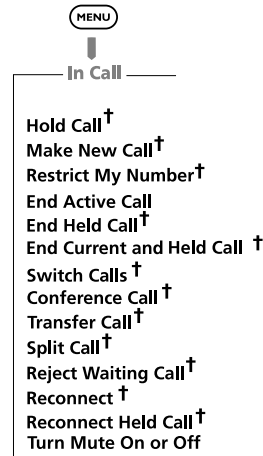 MENU
In Call
Hold Call†
Make New Call†
Restrict My Number†
End Active Call
End Held Call†
End Current and Held Call †
Switch Calls †
Conference Call †
Transfer Call†
Split Call†
Reject Waiting Call†
Reconnect †
Reconnect Held Call†
Turn Mute On or Off